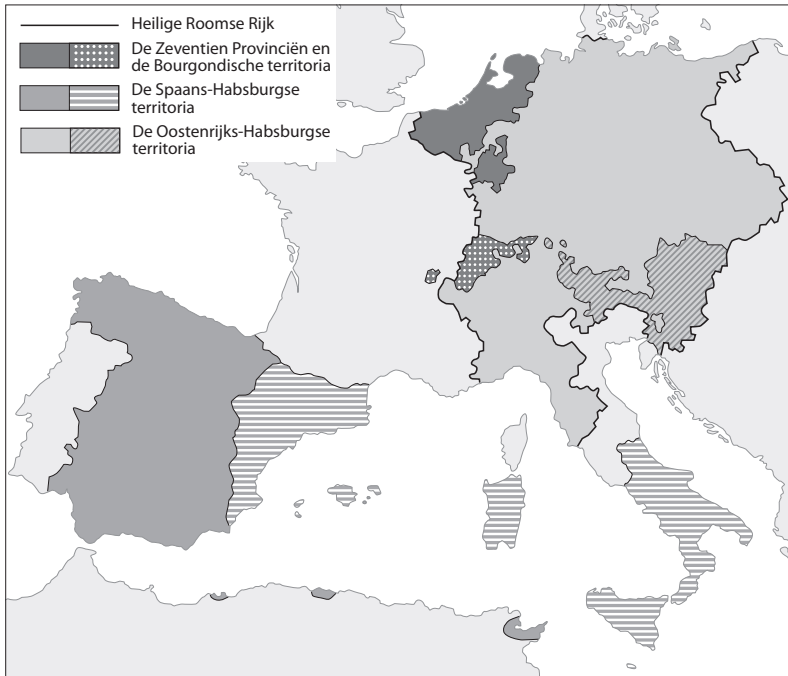 Heilige Roomse Rijk
De Zeventien Provinciën en
de Bourgondische territoria
De Spaans-Habsburgse
territoria
De Oostenrijks-Habsburgse
territoria